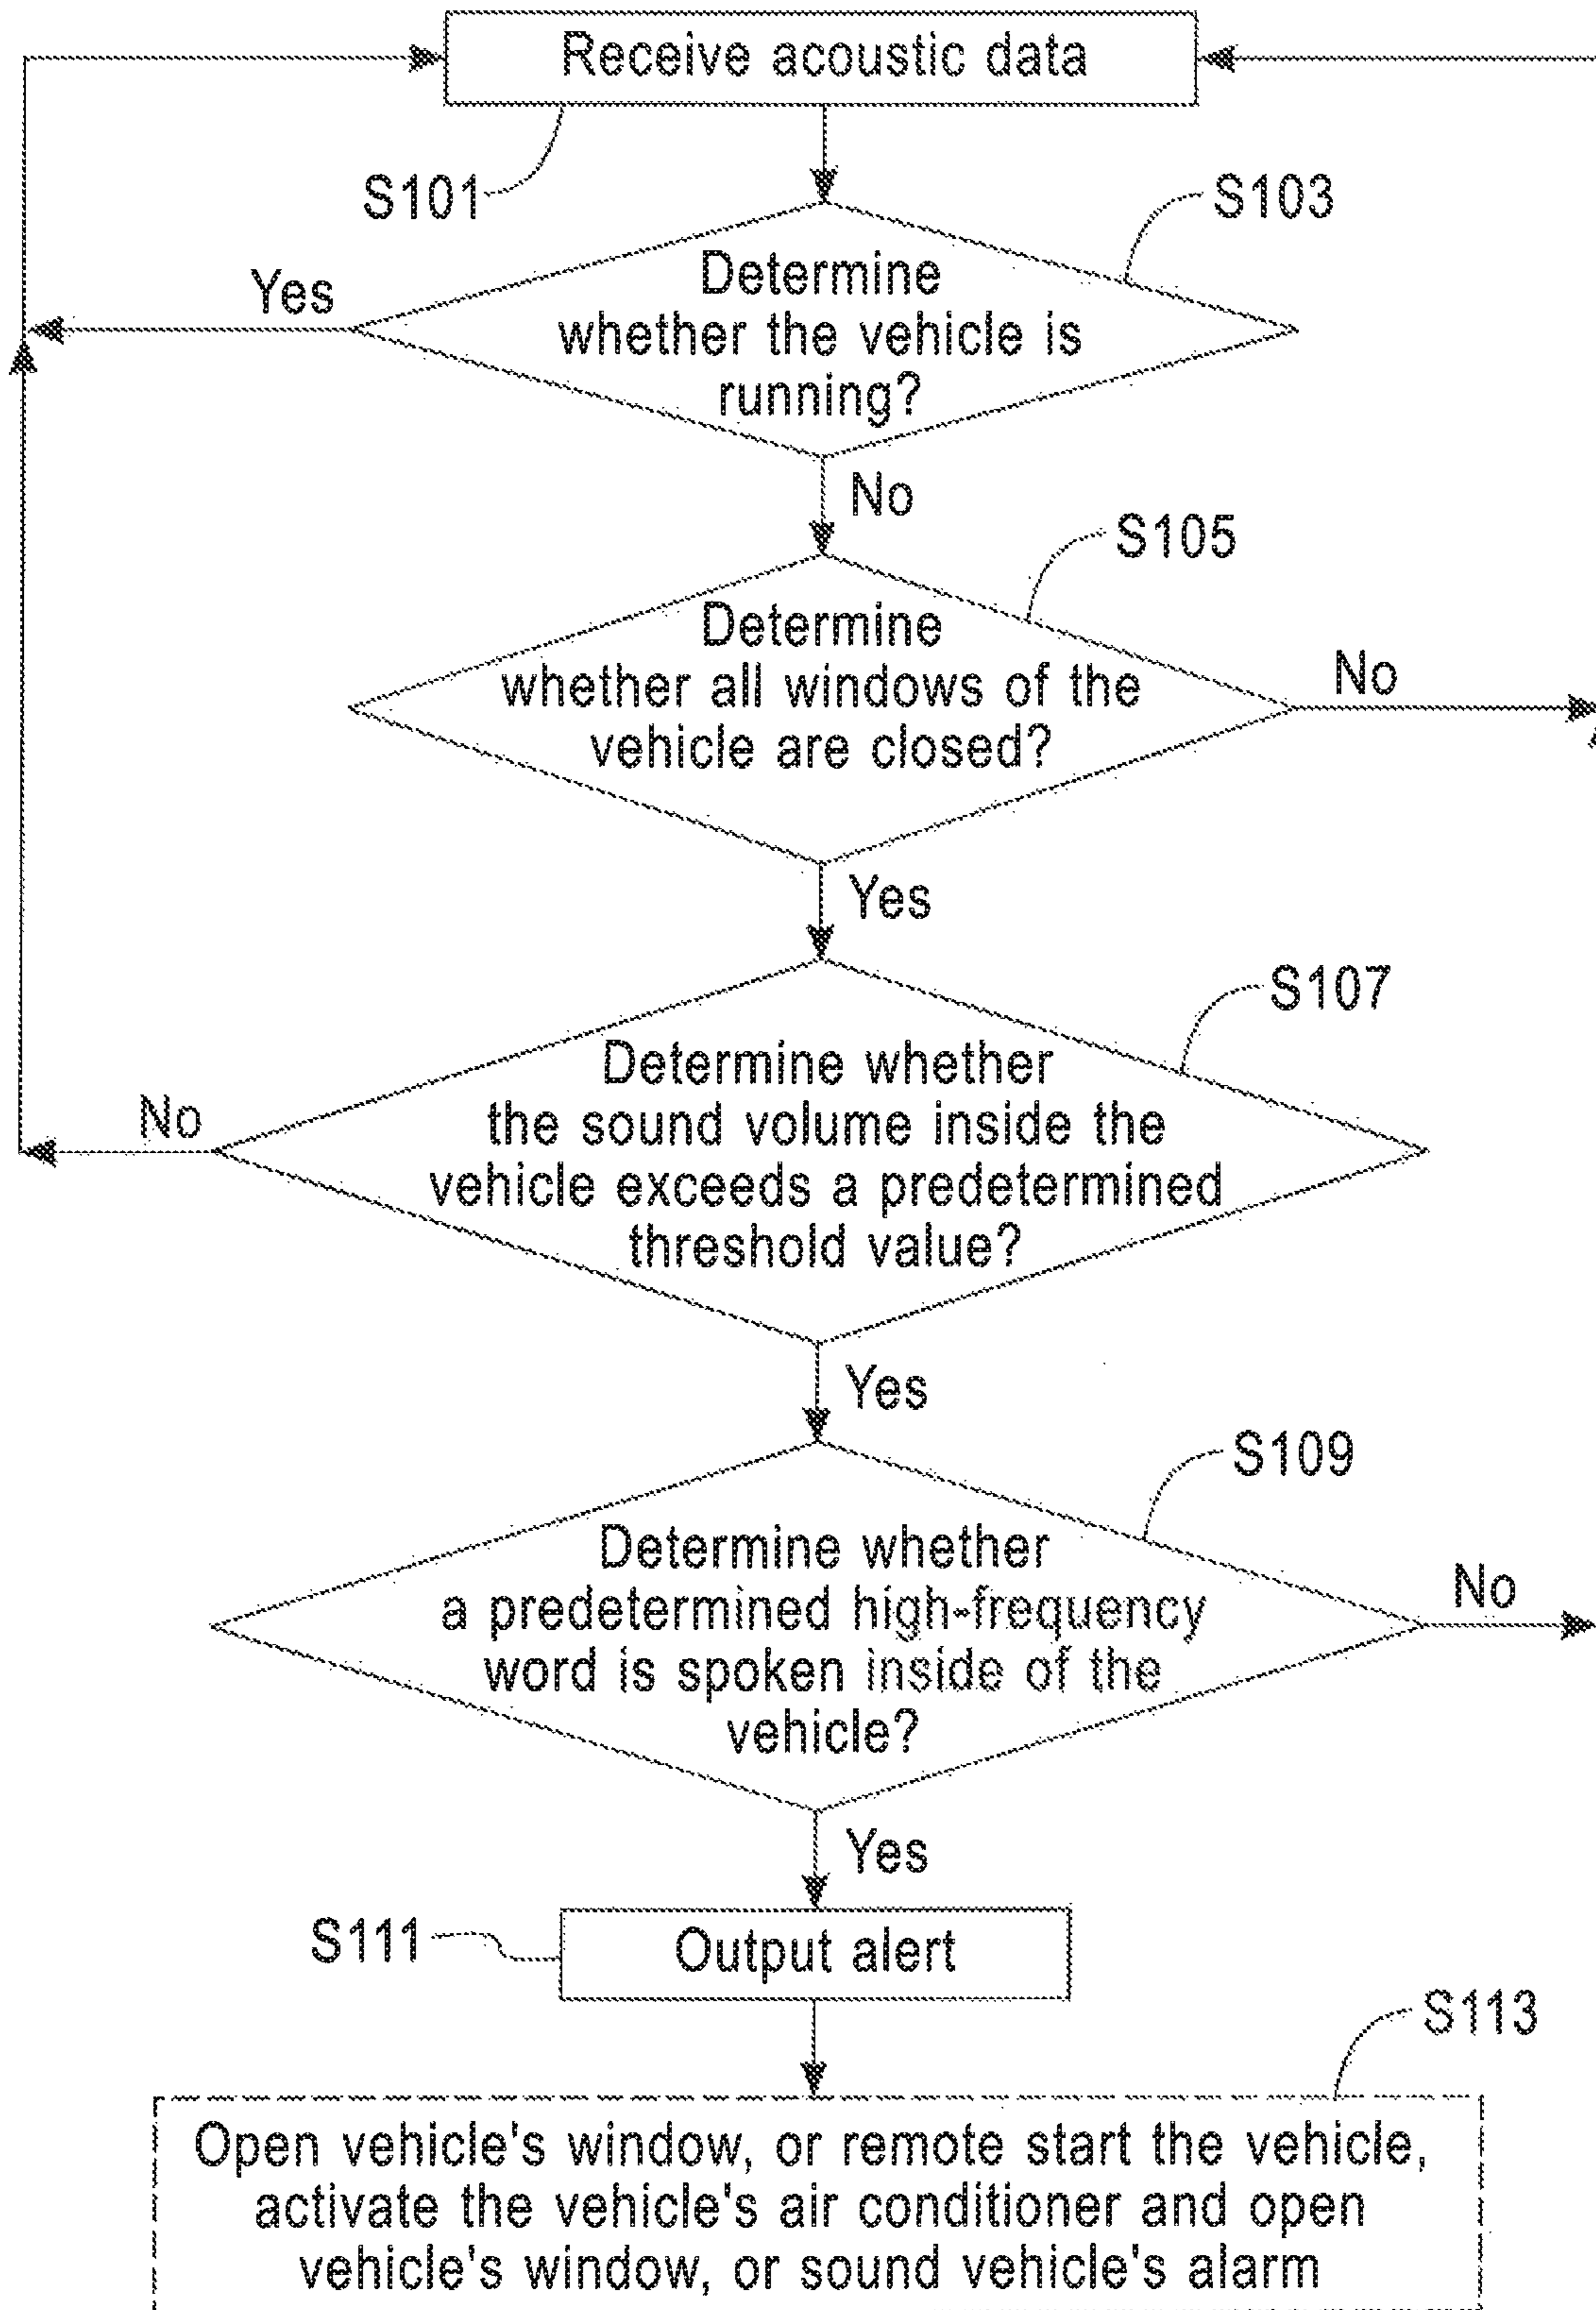 Receive acoustic data
S101
S103
Determine
whether the vehicle is
running?
Yes
No
S105
Determine
whether all windows of the
vehicle are closed?
No
Yes
S107
Determine whether
the sound volume inside the
vehicle exceeds a predetermined
threshold value?
No
Yes
S109
Determine whether
a predetermined high-frequency
word is spoken inside of the
vehicle?
No
Yes
S111
Output alert
S113
Open vehicle's window, or remote start the vehicle,
activate the vehicle's air conditioner and open
vehicle's window, or sound vehicle's alarm